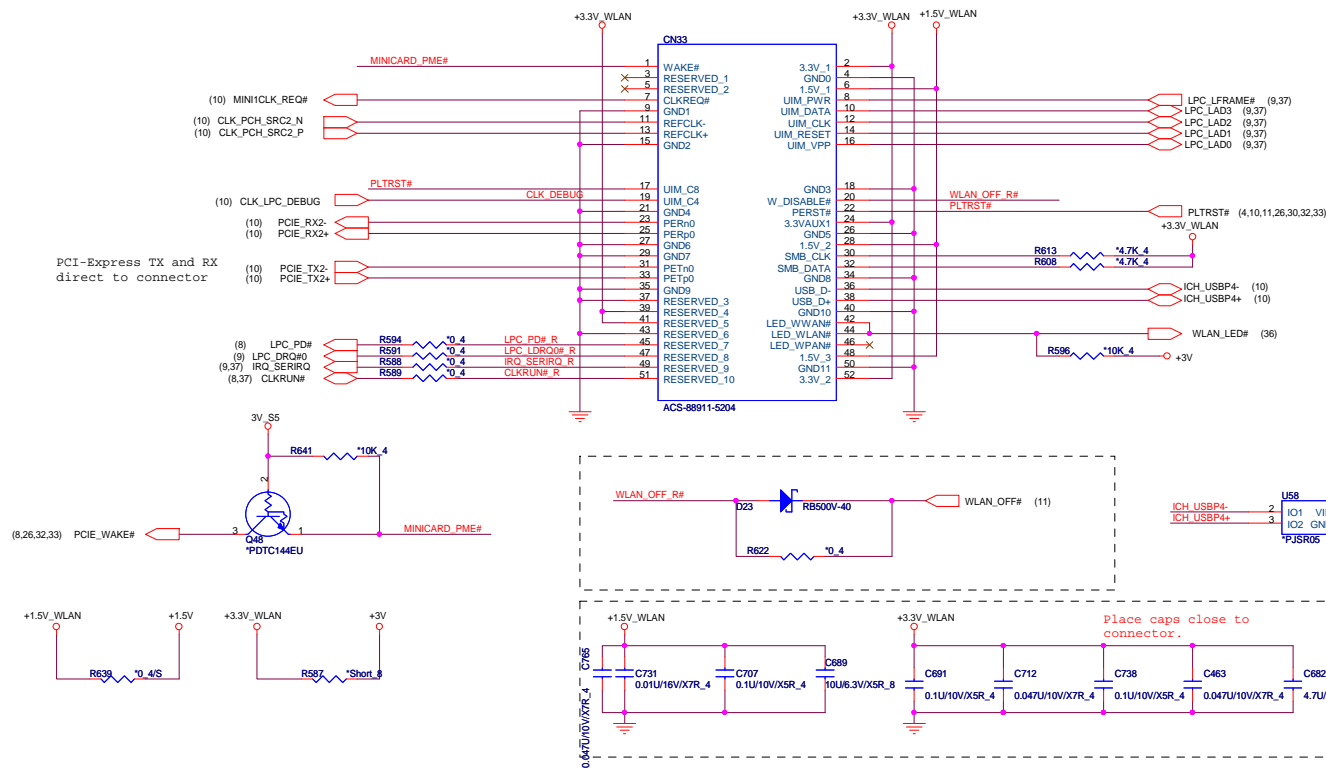 +3.3V_WLAN
+3.3V_WLAN
+1.5V_WLAN
CN33
MINICARD_PME# 1 WAKE# 3.3V_1 2
3 RESERVED_1 GND0 4
5 RESERVED_2 1.5V_1 6
(10) MINI1CLK_REQ# 7 CLKREQ# UIM_PWR 8 LPC_LFRAME# (9,37)
9 GND1 UIM_DATA 10 LPC_LAD3 (9,37)
(10) CLK_PCH_SRC2_N 11 REFCLK- UIM_CLK 12 LPC_LAD2 (9,37)
(10) CLK_PCH_SRC2_P 13 REFCLK+ UIM_RESET 14 LPC_LAD1 (9,37)
15 GND2 UIM_VPP 16 LPC_LAD0 (9,37)
PLTRST# 17 UIM_C8 GND3 18
(10) CLK_LPC_DEBUG CLK_DEBUG 19 UIM_C4 W_DISABLE# 20 WLAN_OFF_R#
21 GND4 PERST# 22 PLTRST# PLTRST# (4,10,11,26,30,32,33)
(10) PCIE_RX2- 23 PERn0 3.3VAUX1 24
(10) PCIE_RX2+ 25 PERp0 GND5 26 +3.3V_WLAN
27 GND6 1.5V_2 28
29 GND7 SMB_CLK 30 R613 *4.7K_4
PCI-Express TX and RX
direct to connector
(10) PCIE_TX2- 31 PETn0 SMB_DATA 32 R608 *4.7K_4
(10) PCIE_TX2+ 33 PETp0 GND8 34
35 GND9 USB_D- 36 ICH_USBP4- (10)
37 RESERVED_3 USB_D+ 38 ICH_USBP4+ (10)
39 RESERVED_4 GND10 40
41 RESERVED_5 LED_WWAN# 42
43 RESERVED_6 LED_WLAN# 44 WLAN_LED# (36)
(8) LPC_PD# R594 *0_4 LPC_PD#_R 45 RESERVED_7 LED_WPAN# 46
(9) LPC_DRQ#0 R591 *0_4 LPC_LDRQ0#_R 47 RESERVED_8 1.5V_3 48 R596 *10K_4 +3V
(9,37) IRQ_SERIRQ R588 *0_4 IRQ_SERIRQ_R 49 RESERVED_9 GND11 50
(8,37) CLKRUN# R589 *0_4 CLKRUN#_R 51 RESERVED_10 3.3V_2 52
ACS-88911-5204
3V_S5
R641 *10K_4
2
(8,26,32,33) PCIE_WAKE# 3 1 MINICARD_PME#
Q48
*PDTC144EU
WLAN_OFF_R# D23 RB500V-40 WLAN_OFF# (11)
R622 *0_4
U58
ICH_USBP4- 2 IO1 VI
ICH_USBP4+ 3 IO2 GN
*PJSR05
+1.5V_WLAN +1.5V
R639 *0_4/S
+3.3V_WLAN +3V
R587 *Short_8
+1.5V_WLAN
C765
0.047U/10V/X7R_4
C731
0.01U/16V/X7R_4
C707
0.1U/10V/X5R_4
C689
10U/6.3V/X5R_8
+3.3V_WLAN
Place caps close to
connector.
C691
0.1U/10V/X5R_4
C712
0.047U/10V/X7R_4
C738
0.1U/10V/X5R_4
C463
0.047U/10V/X7R_4
C682
4.7U/